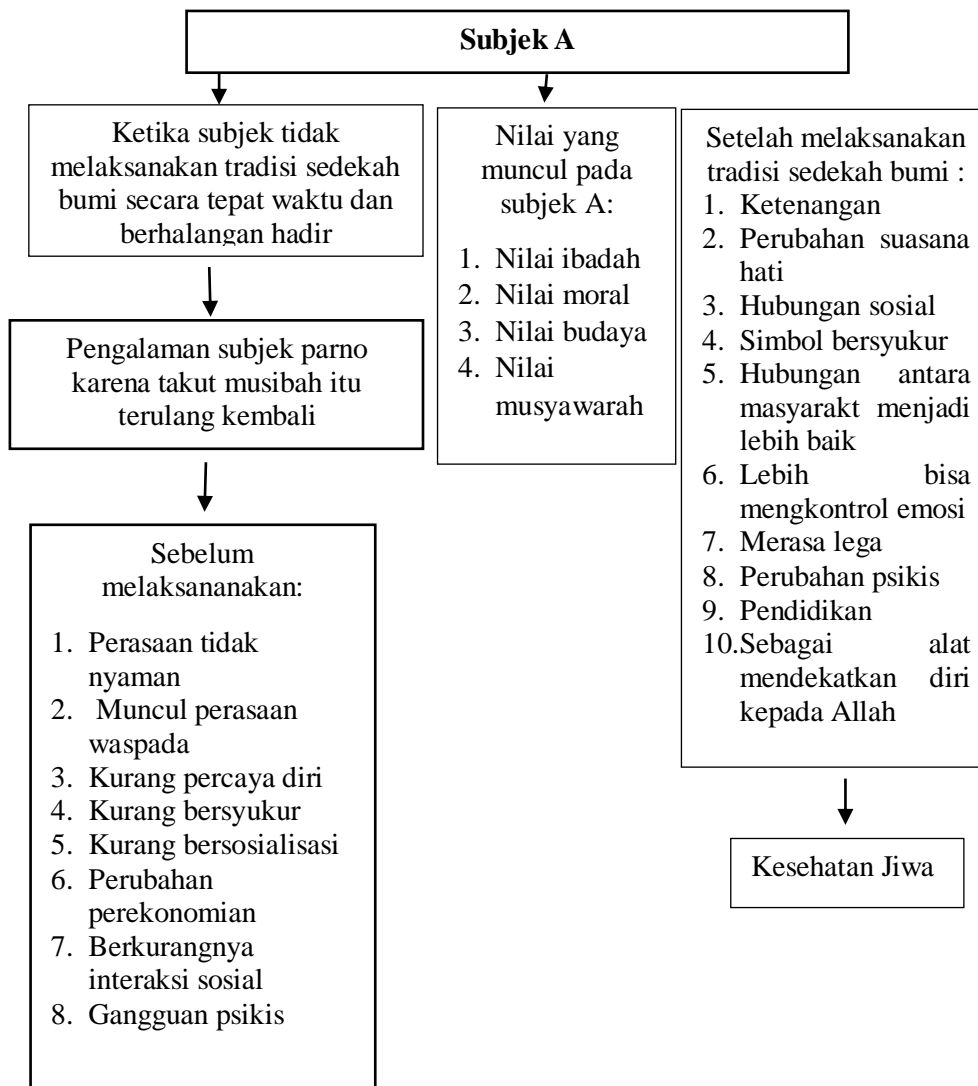 Subjek A
Ketika subjek tidak
melaksanakan tradisi sedekah
bumi secara tepat waktu dan
berhalangan hadir
Pengalaman subjek parno
karena takut musibah itu
terulang kembali
Sebelum
melaksananakan:
1. Perasaan tidak
nyaman
2. Muncul perasaan
waspada
3. Kurang percaya diri
4. Kurang bersyukur
5. Kurang bersosialisasi
6. Perubahan
perekonomian
7. Berkurangnya
interaksi sosial
8. Gangguan psikis
Nilai yang
muncul pada
subjek A:
1. Nilai ibadah
2. Nilai moral
3. Nilai budaya
4. Nilai
musyawarah
Setelah melaksanakan
tradisi sedekah bumi :
1. Ketenangan
2. Perubahan suasana
hati
3. Hubungan sosial
4. Simbol bersyukur
5. Hubungan antara
masyarakt menjadi
lebih baik
6. Lebih bisa
mengkontrol emosi
7. Merasa lega
8. Perubahan psikis
9. Pendidikan
10.Sebagai alat
mendekatkan diri
kepada Allah
Kesehatan Jiwa